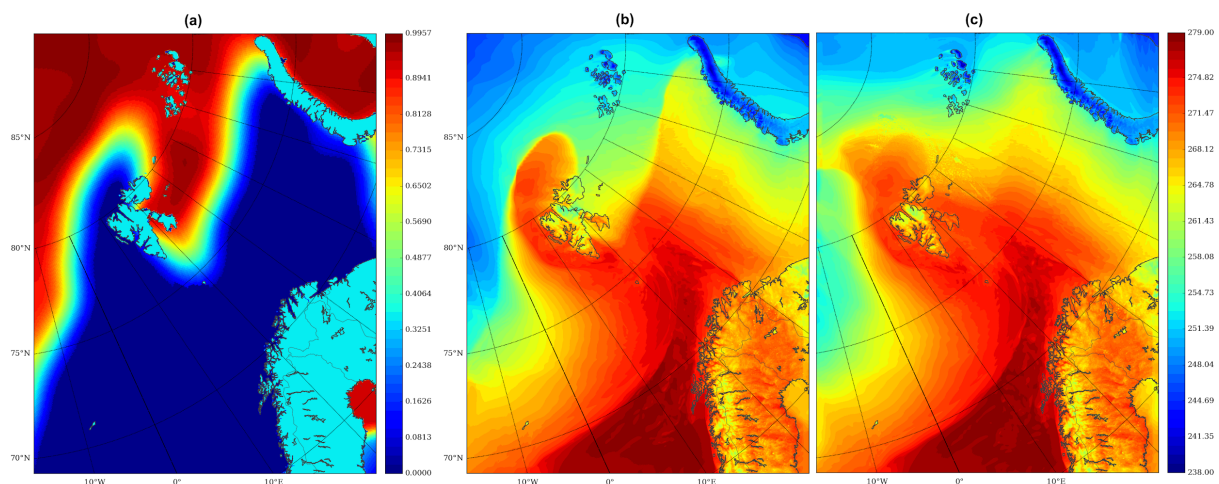 (a)
(b)
(c)
85°N
80°N
75°N
70°N
10°W
0°
10°E
0.9957
0.8941
0.8128
0.7315
0.6502
0.5690
0.4877
0.4064
0.3251
0.2438
0.1626
0.0813
0.0000
85°N
80°N
75°N
70°N
10°W
0°
10°E
10°W
0°
10°E
279.00
274.82
271.47
268.12
264.78
261.43
258.08
254.73
251.39
248.04
244.69
241.35
238.00